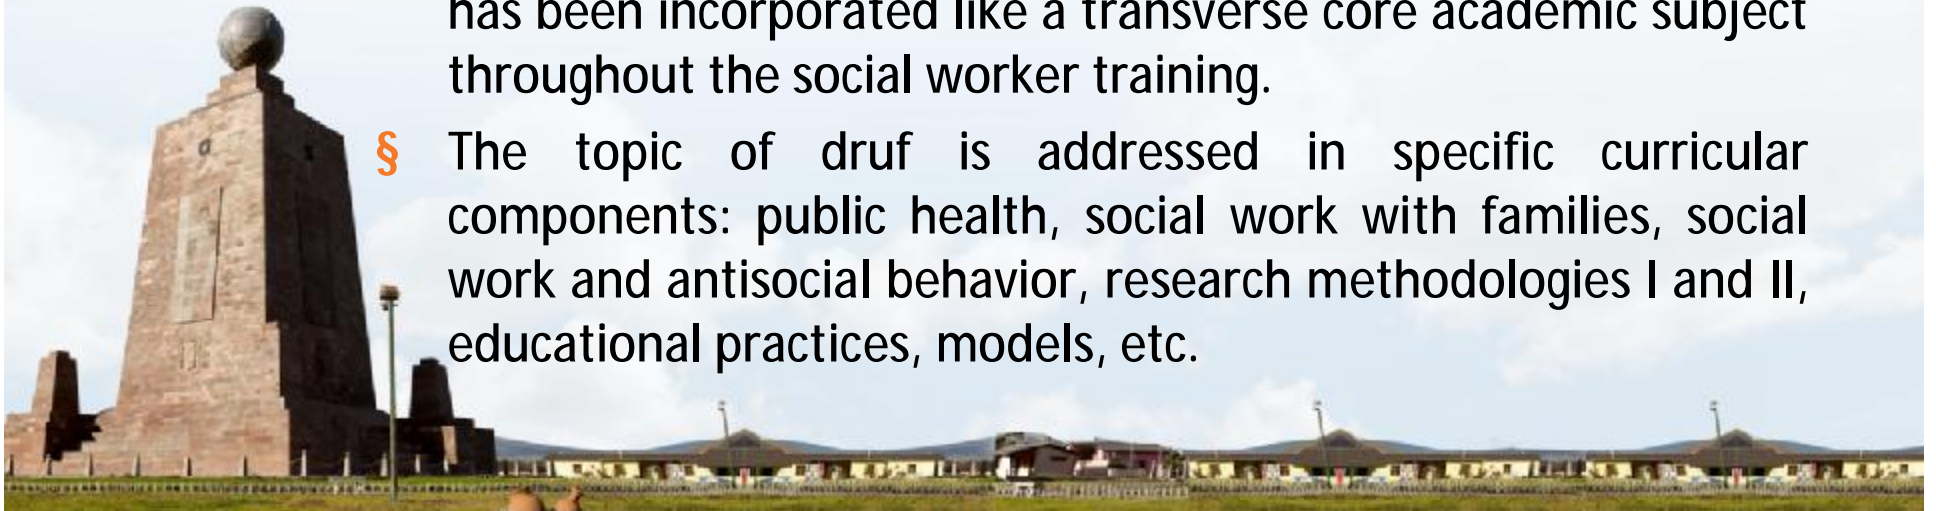 has been incorporated like a transverse core academic subject
throughout the social worker training.
§ The topic of druf is addressed in specific curricular
components: public health, social work with families, social
work and antisocial behavior, research methodologies I and II,
educational practices, models, etc.